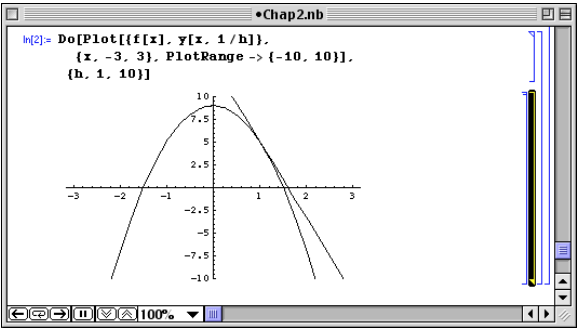 •Chap2.nb
In[2]:= Do[Plot[{f[x], y[x, 1/h]},
{x, -3, 3}, PlotRange -> {-10, 10}],
{h, 1, 10}]
10
7.5
5
2.5
-3 -2 -1 1 2 3
-2.5
-5
-7.5
-10
100%